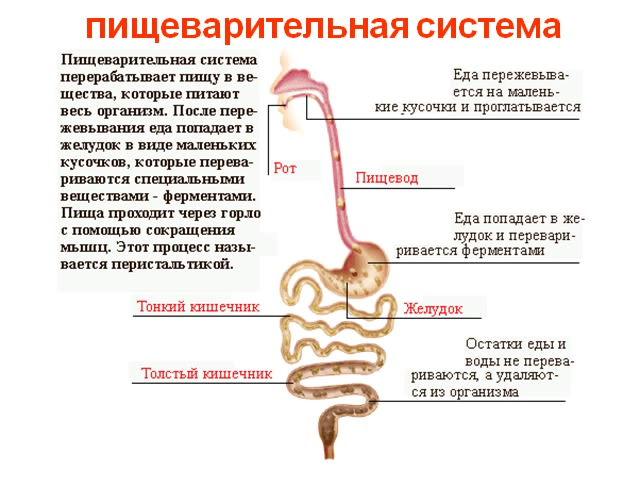 пищеварительная система
Пищеварительная система
перерабатывает пищу в ве-
щества, которые питают
весь организм. После пере-
жевывания еда попадает в
желудок в виде маленьких
кусочков, которые перева-
риваются специальными
веществами - ферментами.
Пища проходит через горло
с помощью сокращения
мышц. Этот процесс назы-
вается перистальтикой.
Еда пережевыва-
ется на малень-
кие кусочки и проглатывается
Рот
Пищевод
Еда попадает в же-
лудок и перевари-
ривается ферментами
Тонкий кишечник
Желудок
Остатки еды и
воды не перева-
риваются, а удаляют-
ся из организма
Толстый кишечник